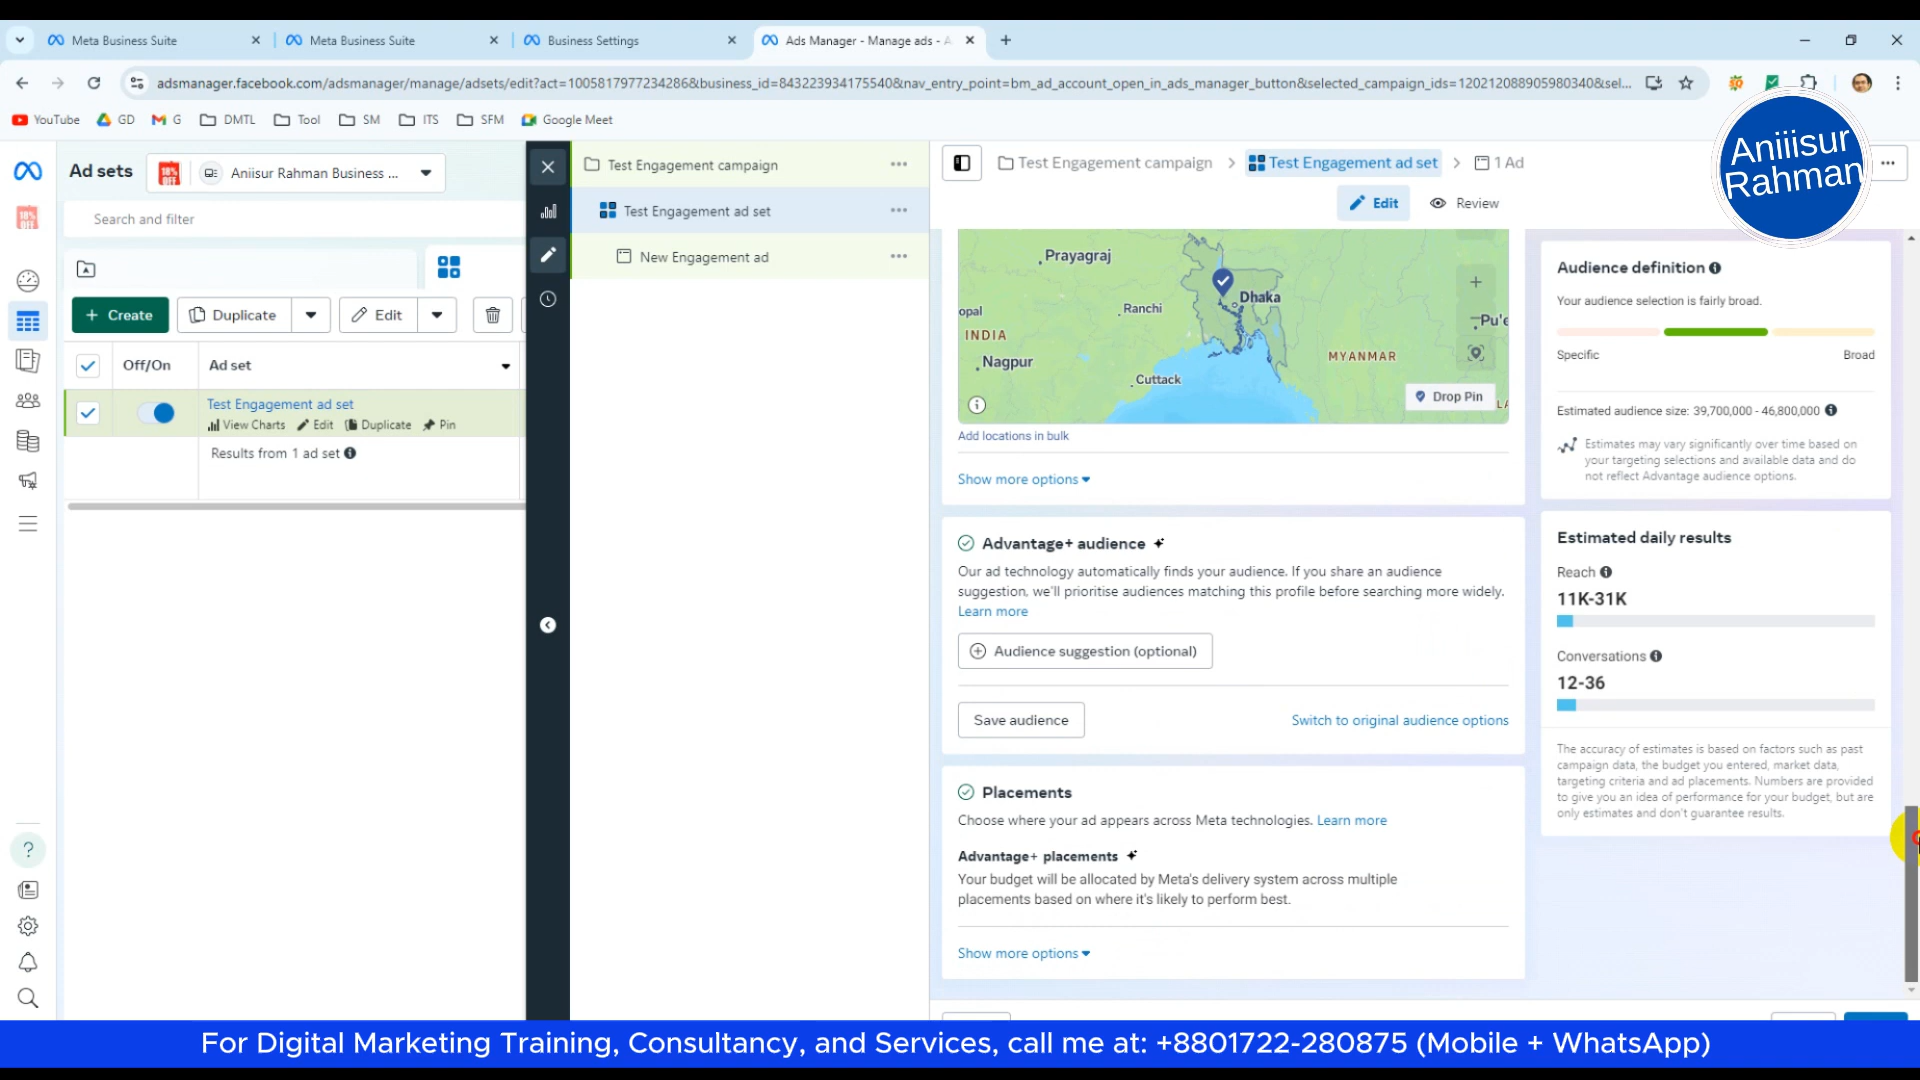 Meta Business Suite
Meta Business Suite
Business Settings
Ads Manager - Manage ads - A
adsmanager.facebook.com/adsmanager/manage/adsets/edit?act=1005817977234286&business_id=843223934175540&nav_entry_point=bm_ad_account_open_in_ads_manager_button&selected_campaign_ids=120212088905980340&sel...
YouTube
GD
G
DMTL
Tool
SM
ITS
SFM
Google Meet
Aniiisur
Rahman
Ad sets
Aniisur Rahman Business ...
Search and filter
Create
Duplicate
Edit
Off/On
Ad set
Test Engagement ad set
View Charts
Edit
Duplicate
Pin
Results from 1 ad set
Test Engagement campaign
Test Engagement ad set
New Engagement ad
Test Engagement campaign
Test Engagement ad set
1 Ad
Edit
Review
Prayagraj
Dhaka
Ranchi
opal
INDIA
Nagpur
MYANMAR
Cuttack
Pu'e
Drop Pin
LA
Add locations in bulk
Show more options
Advantage+ audience
Our ad technology automatically finds your audience. If you share an audience
suggestion, we'll prioritise audiences matching this profile before searching more widely.
Learn more
Audience suggestion (optional)
Save audience
Switch to original audience options
Placements
Choose where your ad appears across Meta technologies. Learn more
Advantage+ placements
Your budget will be allocated by Meta's delivery system across multiple
placements based on where it's likely to perform best.
Show more options
Audience definition
Your audience selection is fairly broad.
Specific
Broad
Estimated audience size: 39,700,000 - 46,800,000
Estimates may vary significantly over time based on
your targeting selections and available data and do
not reflect Advantage audience options.
Estimated daily results
Reach
11K-31K
Conversations
12-36
The accuracy of estimates is based on factors such as past
campaign data, the budget you entered, market data,
targeting criteria and ad placements. Numbers are provided
to give you an idea of performance for your budget, but are
only estimates and don't guarantee results.
For Digital Marketing Training, Consultancy, and Services, call me at: +8801722-280875 (Mobile + WhatsApp)